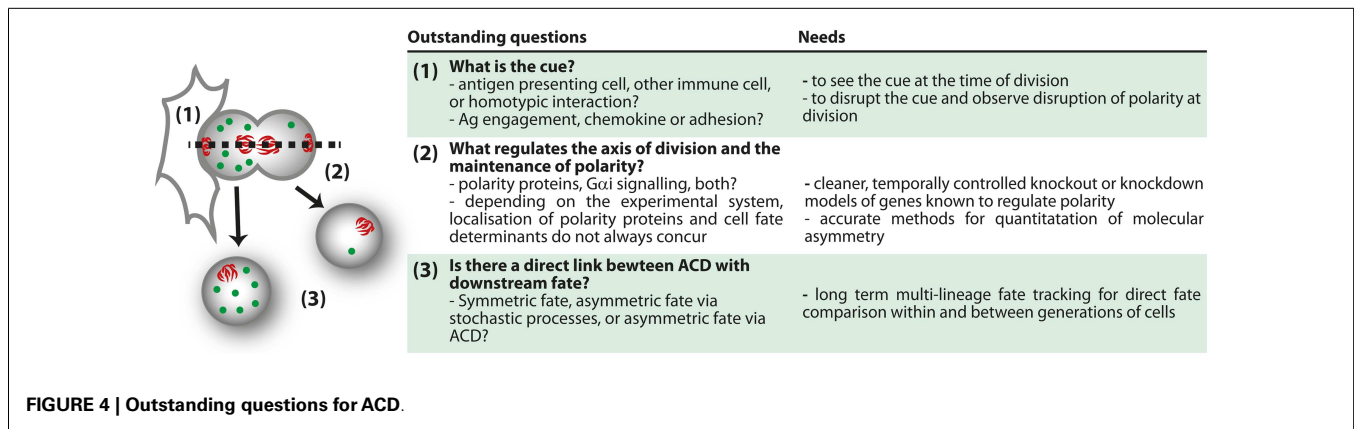 Outstanding questions Needs
(1) What is the cue?
- antigen presenting cell, other immune cell,
or homotypic interaction?
- Ag engagement, chemokine or adhesion?
- to see the cue at the time of division
- to disrupt the cue and observe disruption of polarity at
division
(2) What regulates the axis of division and the
maintenance of polarity?
- polarity proteins, Gαi signalling, both?
- depending on the experimental system,
localisation of polarity proteins and cell fate
determinants do not always concur
- cleaner, temporally controlled knockout or knockdown
models of genes known to regulate polarity
- accurate methods for quantitatation of molecular
asymmetry
(3) Is there a direct link bewteen ACD with
downstream fate?
- Symmetric fate, asymmetric fate via
stochastic processes, or asymmetric fate via
ACD?
- long term multi-lineage fate tracking for direct fate
comparison within and between generations of cells
(1)
(2)
(3)
FIGURE 4 | Outstanding questions for ACD.